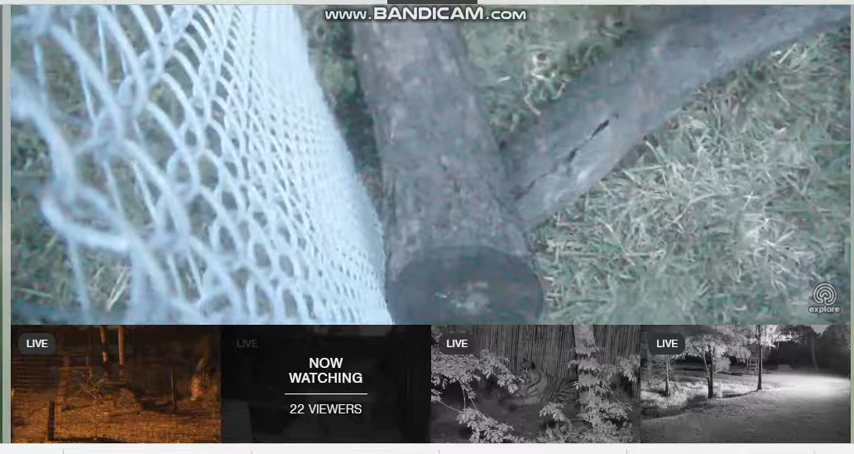 www.BANDICAM.com
explore
LIVE
LIVE
NOW
WATCHING
22 VIEWERS
LIVE
LIVE